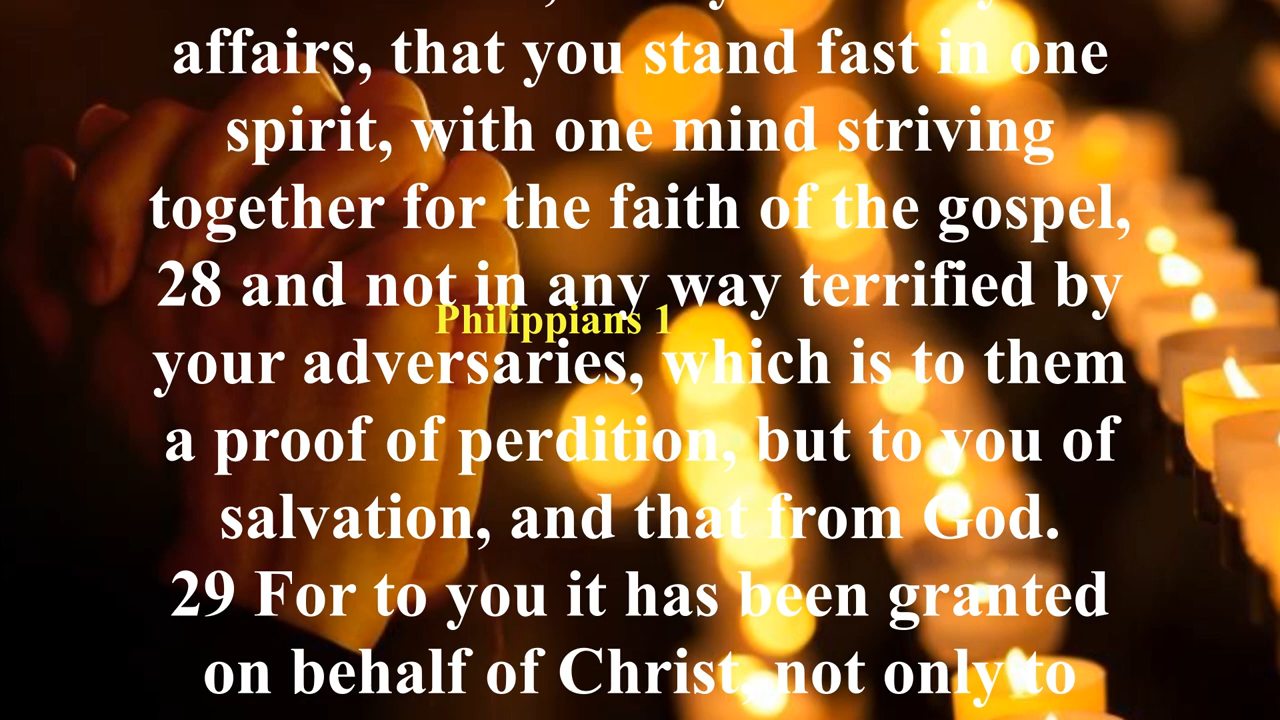 affairs, that you stand fast in one
spirit, with one mind striving
together for the faith of the gospel,
28 and not in any way terrified by
Philippians 1
your adversaries, which is to them
a proof of perdition, but to you of
salvation, and that from God.
29 For to you it has been granted
on behalf of Christ, not only to